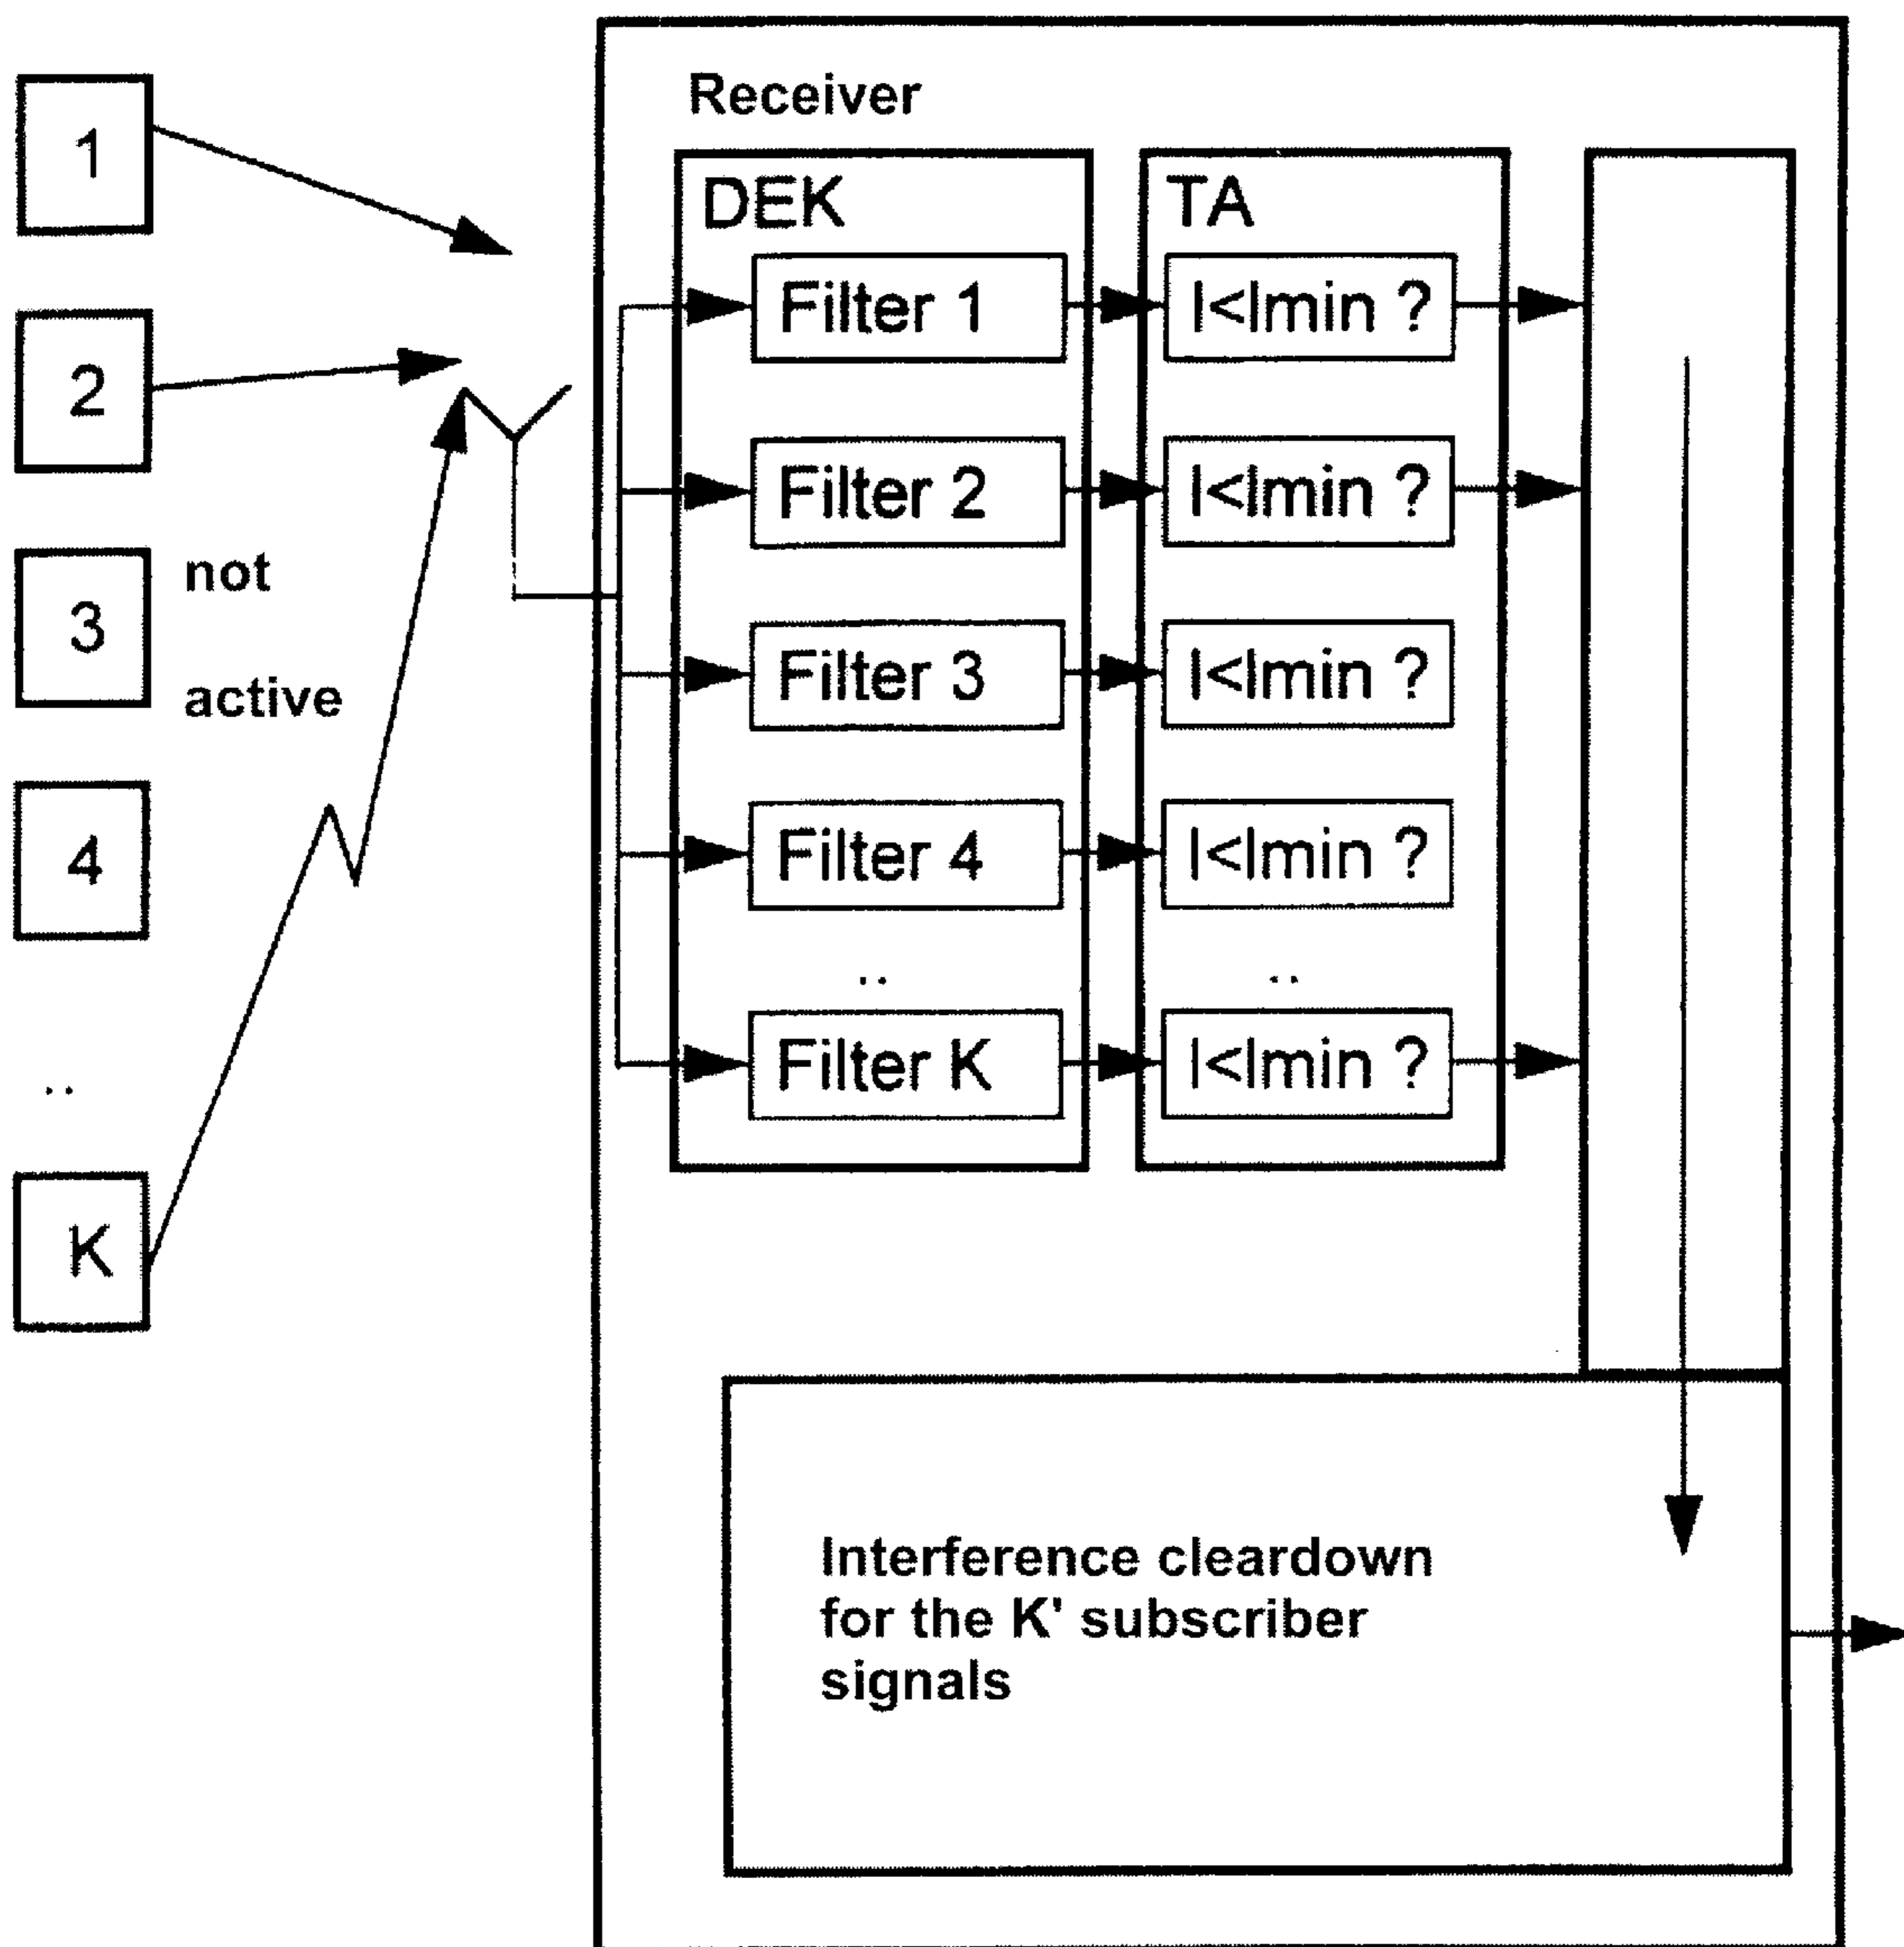 Receiver
1
2
3
not
active
4
..
K
DEK
Filter 1
Filter 2
Filter 3
Filter 4
..
Filter K
TA
I<Imin ?
I<Imin ?
I<Imin ?
I<Imin ?
..
I<Imin ?
Interference cleardown
for the K' subscriber
signals